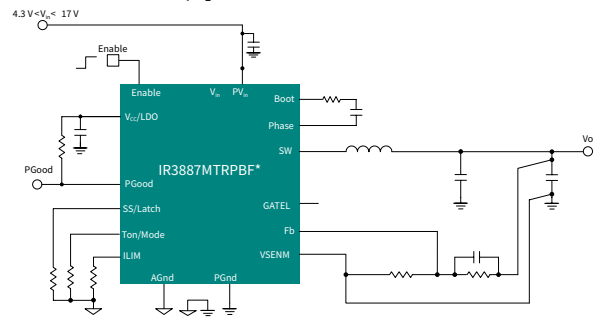 4.3 V<Vin< 17 V
Enable
Enable
Vin
PVin
Boot
VCC/LDO
Phase
Vo
SW
IR3887MTRPBF*
PGood
PGood
SS/Latch
GATEL
Ton/Mode
Fb
ILIM
VSENM
AGnd
PGnd